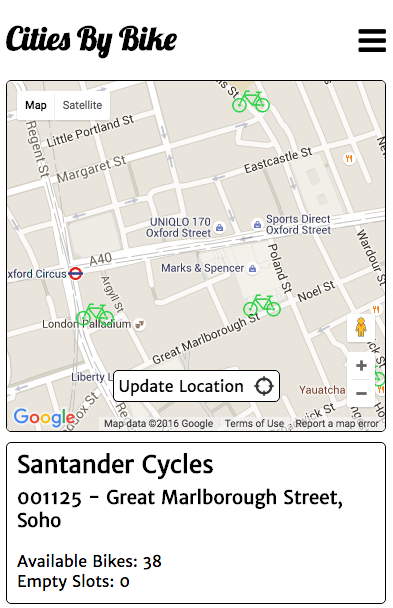 Cities By Bike
Map
Satellite
Regent St
Little Portland St
Margaret St
Eastcastle St
UNIQLO 170
Oxford Street
Sports Direct
Oxford Street
Wardour
A40
xford Circus
Marks & Spencer
Poland St
Argyll St
Noel St
London Palladium
Great Marlborough St
Liberty
Update Location
Yauatcha
Google
Map data ©2016 Google
Terms of Use
Report a map error
Santander Cycles
001125 - Great Marlborough Street,
Soho
Available Bikes: 38
Empty Slots: 0